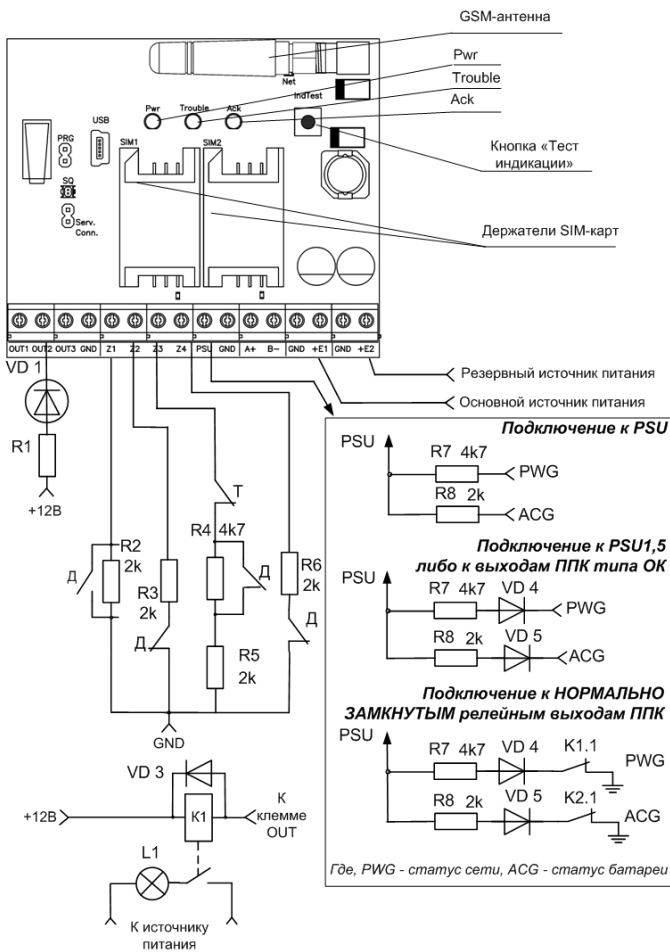 GSM-антенна
Pwr
Trouble
Ack
Кнопка «Тест
индикации»
Держатели SIM-карт
Net
IndTest
Pwr Trouble Ack
USB
PRG
SQ
Serv.
Conn.
SIM1 SIM2
OUT1 OUT2 OUT3 GND Z1 Z2 Z3 Z4 PSU GND A+ B- GND +E1 GND +E2
Резервный источник питания
Основной источник питания
VD 1
R1
+12В
Д
R2
2k
R3
2k
Д
Т
R4 4k7
Д
R5
2k
R6
2k
Д
GND
VD 3
+12В
К1
К
клемме
OUT
L1
К источнику
питания
Подключение к PSU
PSU
R7 4k7
PWG
R8 2k
ACG
Подключение к PSU1,5
либо к выходам ППК типа ОК
PSU
R7 4k7 VD 4
PWG
R8 2k VD 5
ACG
Подключение к НОРМАЛЬНО
ЗАМКНУТЫМ релейным выходам ППК
PSU
R7 4k7 VD 4 K1.1 PWG
R8 2k VD 5 K2.1 ACG
Где, PWG - статус сети, ACG - статус батареи